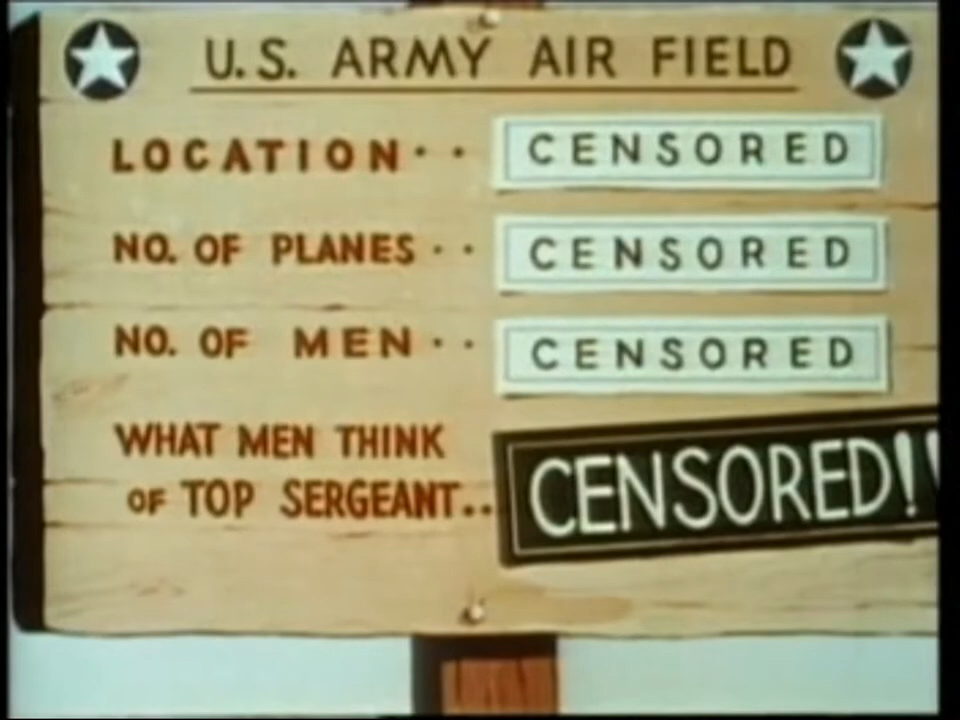 U.S. ARMY AIR FIELD
LOCATION·· CENSORED
NO. OF PLANES·· CENSORED
NO. OF MEN·· CENSORED
WHAT MEN THINK
OF TOP SERGEANT.. CENSORED!!